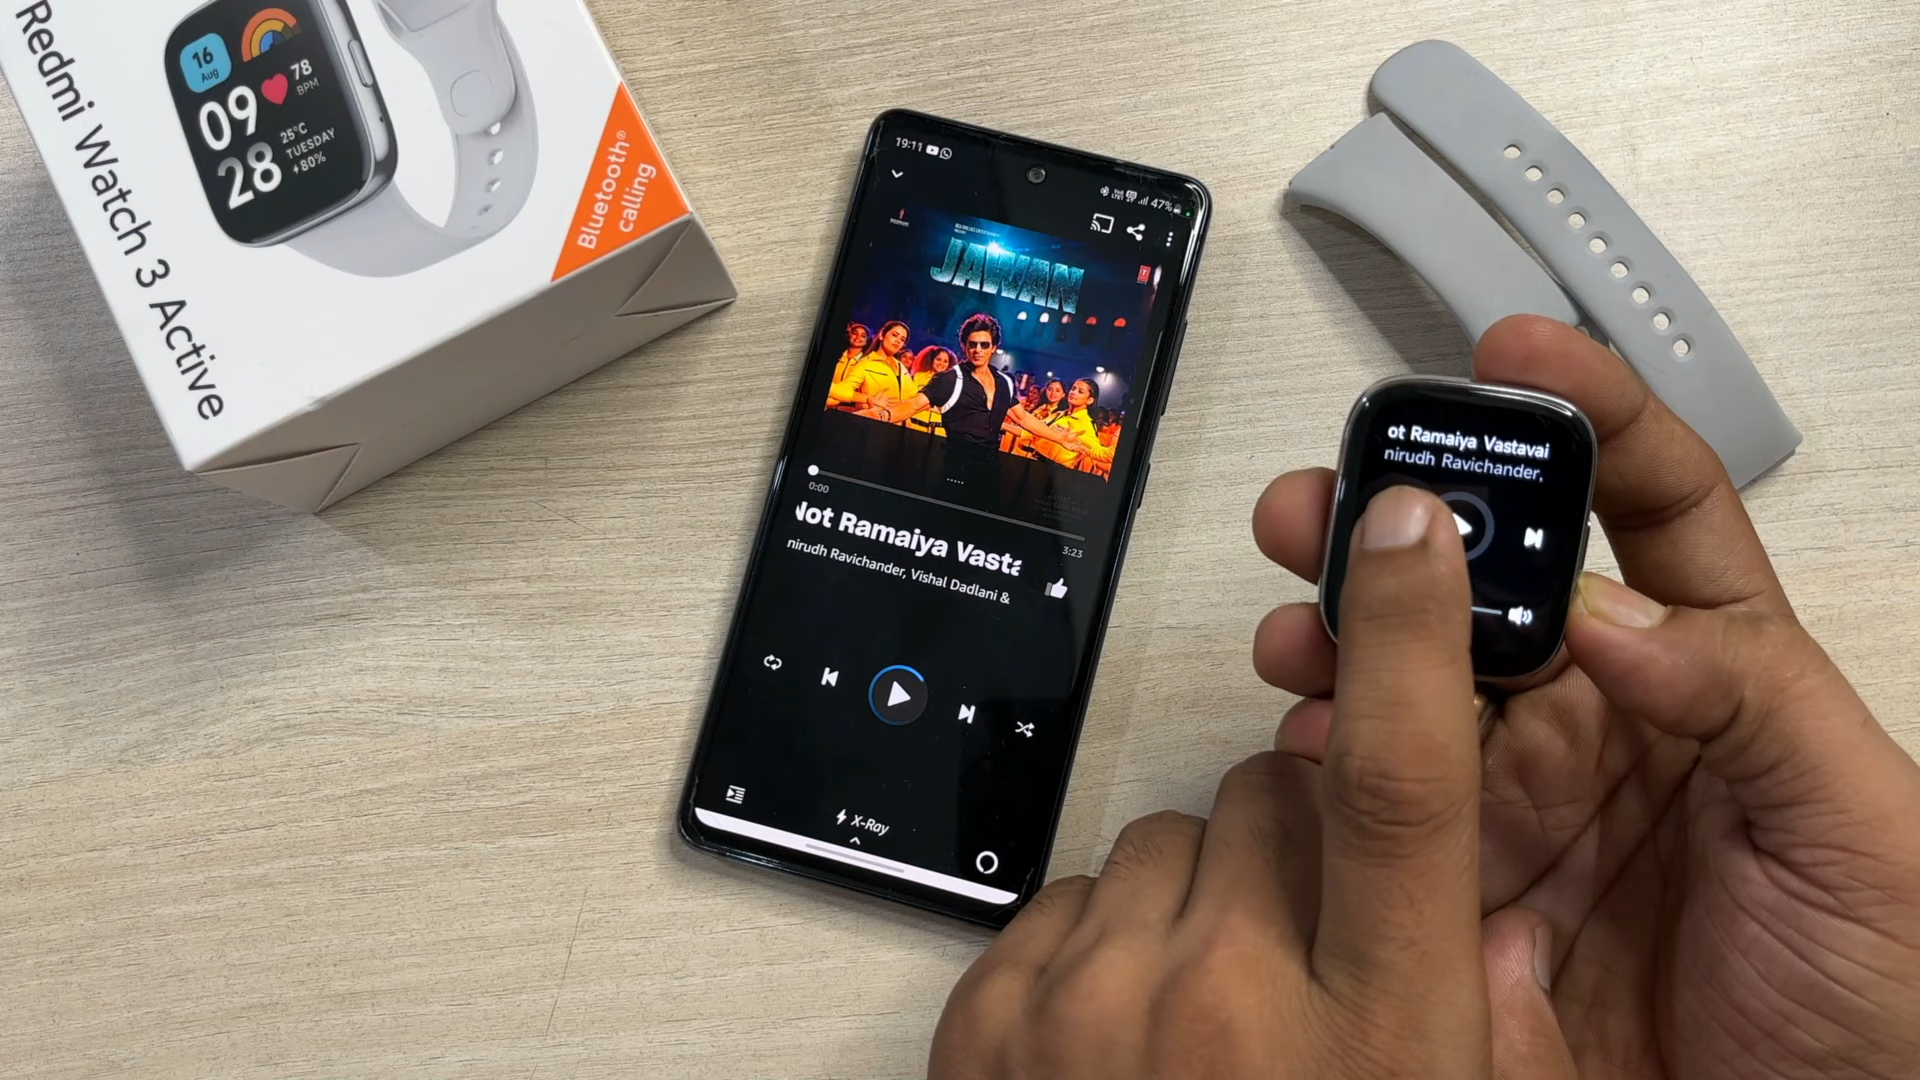 Redmi Watch 3 Active
16
Aug
78
BPM
09
28
25°C
TUESDAY
80%
Bluetooth®
calling
19:11
47%
JAWAN
0:00
3:23
Not Ramaiya Vasta
nirudh Ravichander, Vishal Dadlani &
X-Ray
ot Ramaiya Vastavai
nirudh Ravichander,